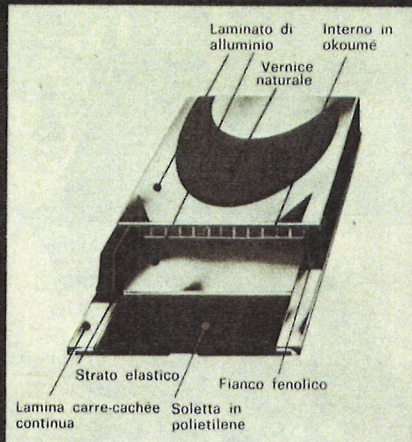 Laminato di
alluminio
Interno in
okoumé
Vernice
naturale
Strato elastico
Fianco fenolico
Lamina carre-cachée
continua
Soletta in
polietilene